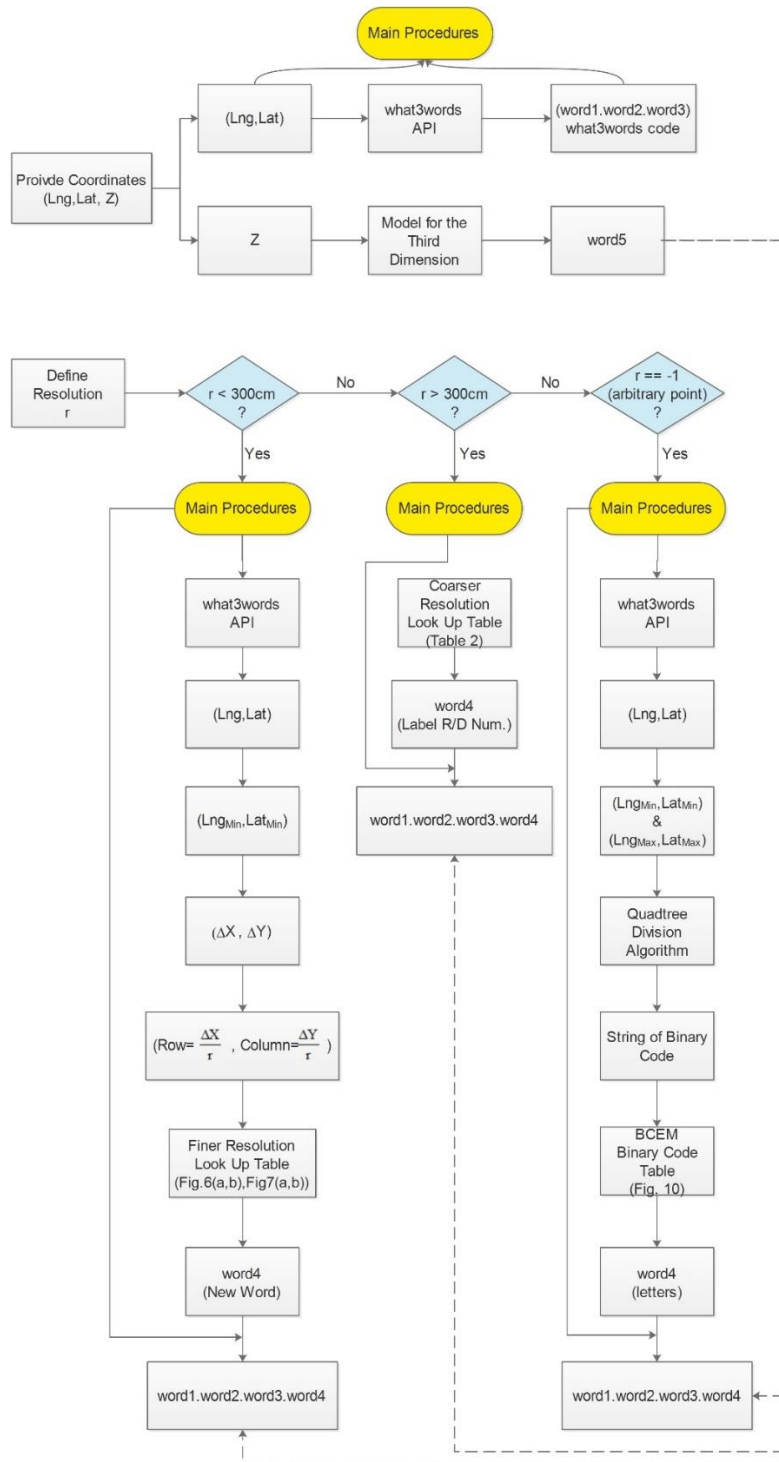 Main Procedures
(Lng,Lat)
what3words
API
(word1.word2.word3)
what3words code
Proivde Coordinates
(Lng,Lat, Z)
Z
Model for the
Third
Dimension
word5
Define
Resolution
r
r < 300cm
?
No
r > 300cm
?
No
r == -1
(arbitrary point)
?
Yes
Yes
Yes
Main Procedures
Main Procedures
Main Procedures
what3words
API
(Lng,Lat)
(LngMin,LatMin)
(ΔX , ΔY)
(Row= ΔX/r , Column= ΔY/r )
Finer Resolution
Look Up Table
(Fig.6(a,b),Fig7(a,b))
word4
(New Word)
word1.word2.word3.word4
Coarser
Resolution
Look Up Table
(Table 2)
word4
(Label R/D Num.)
word1.word2.word3.word4
what3words
API
(Lng,Lat)
(LngMin,LatMin)
&
(LngMax,LatMax)
Quadtree
Division
Algorithm
String of Binary
Code
BCEM
Binary Code
Table
(Fig. 10)
word4
(letters)
word1.word2.word3.word4